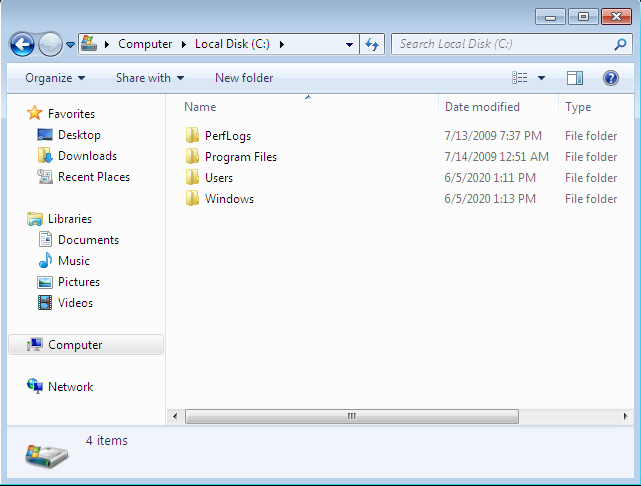 Computer Local Disk (C:) Search Local Disk (C:)
Organize Share with New folder
Favorites
Desktop
Downloads
Recent Places
Libraries
Documents
Music
Pictures
Videos
Computer
Network
Name Date modified Type
PerfLogs 7/13/2009 7:37 PM File folder
Program Files 7/14/2009 12:51 AM File folder
Users 6/5/2020 1:11 PM File folder
Windows 6/5/2020 1:13 PM File folder
4 items